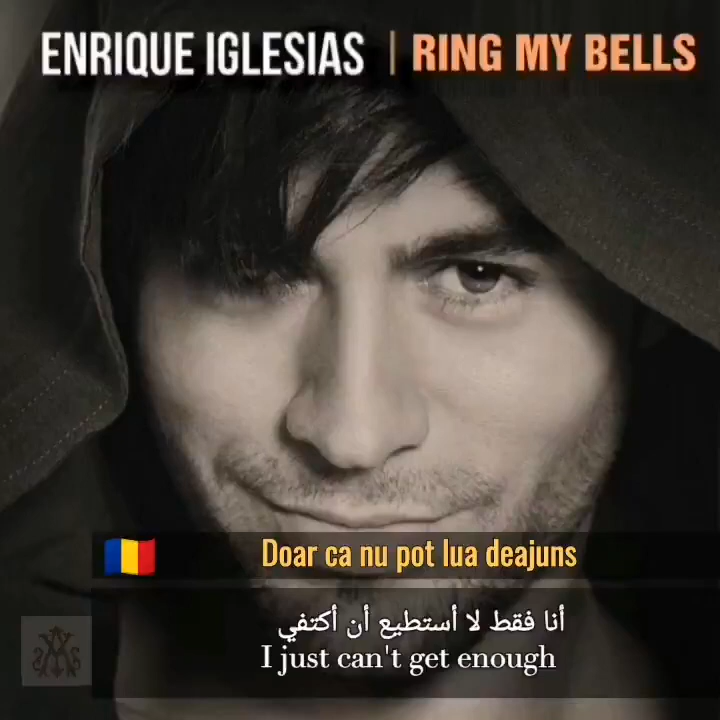 ENRIQUE IGLESIAS | RING MY BELLS
Doar ca nu pot lua deajuns
أنا فقط لا أستطيع أن أكتفي
I just can't get enough